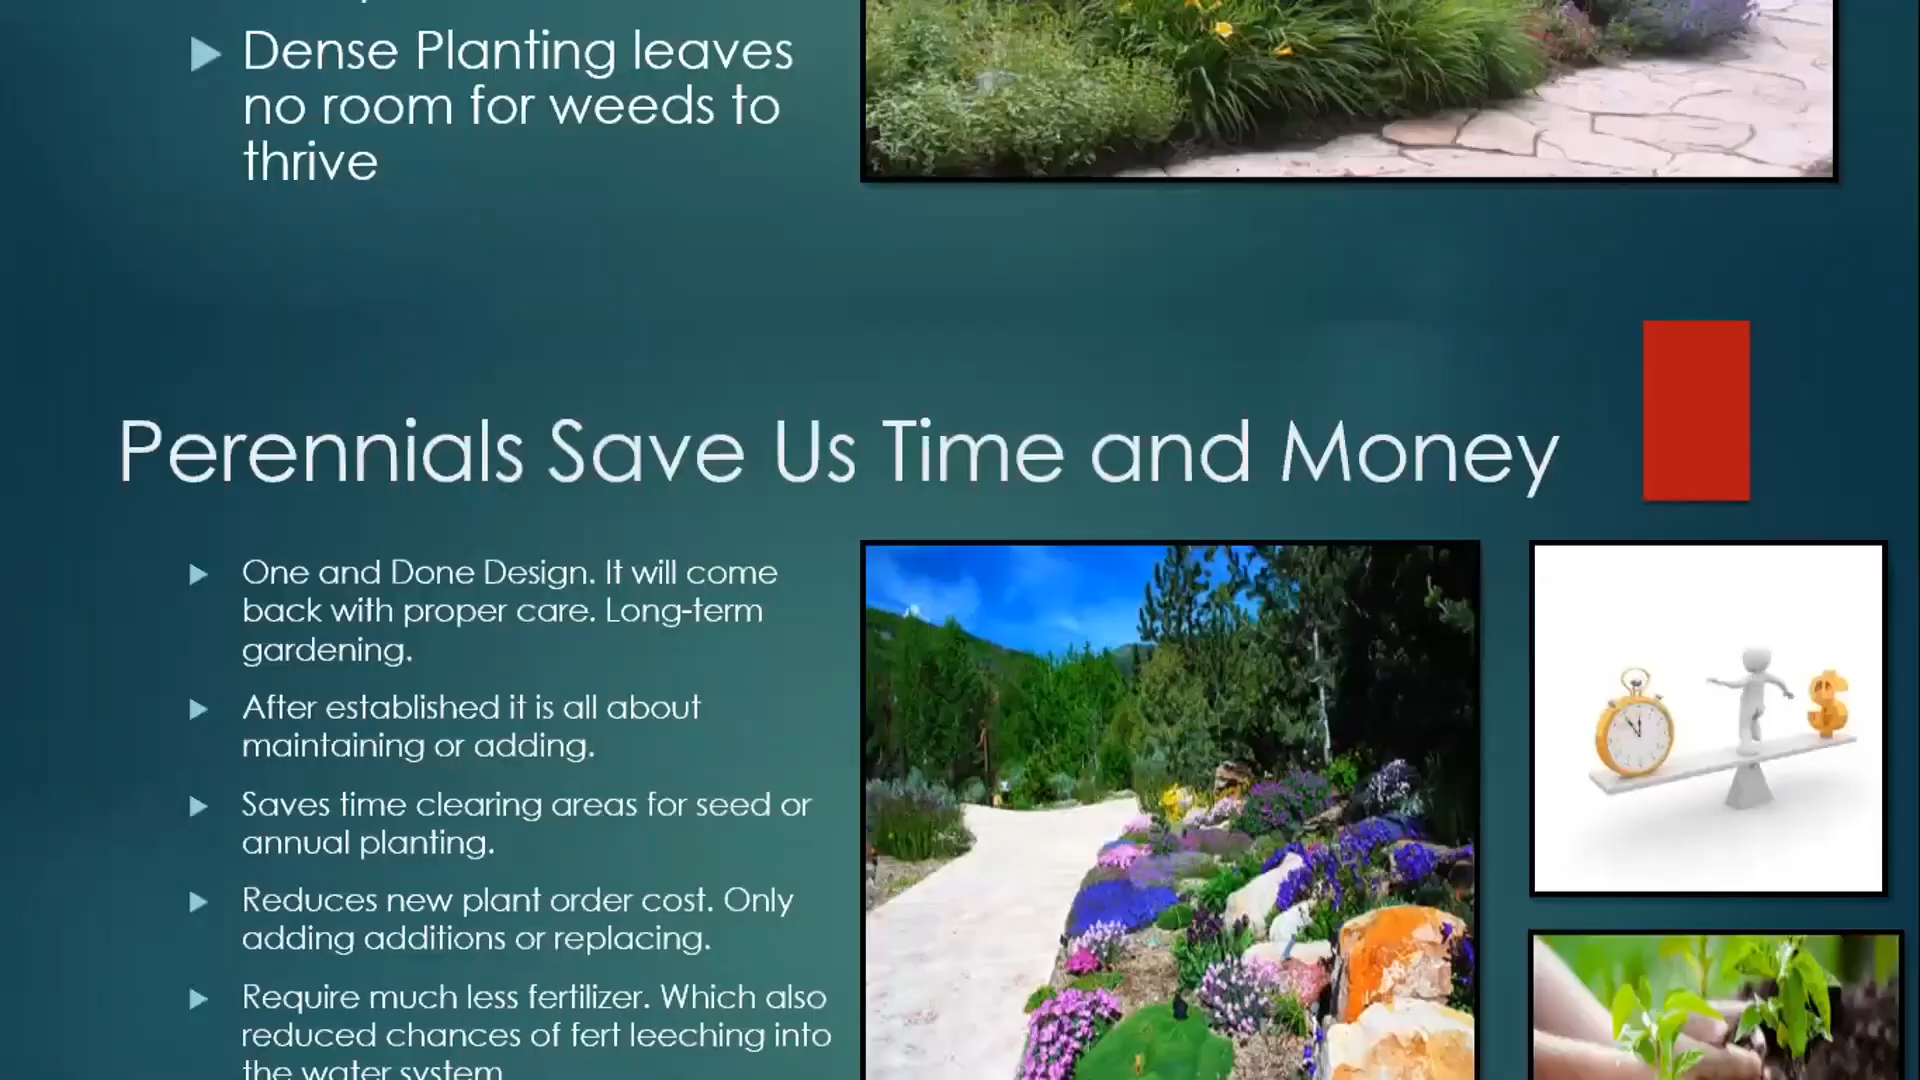 Dense Planting leaves
no room for weeds to
thrive
Perennials Save Us Time and Money
One and Done Design. It will come
back with proper care. Long-term
gardening.
After established it is all about
maintaining or adding.
Saves time clearing areas for seed or
annual planting.
Reduces new plant order cost. Only
adding additions or replacing.
Require much less fertilizer. Which also
reduced chances of fert leeching into
the water system
$